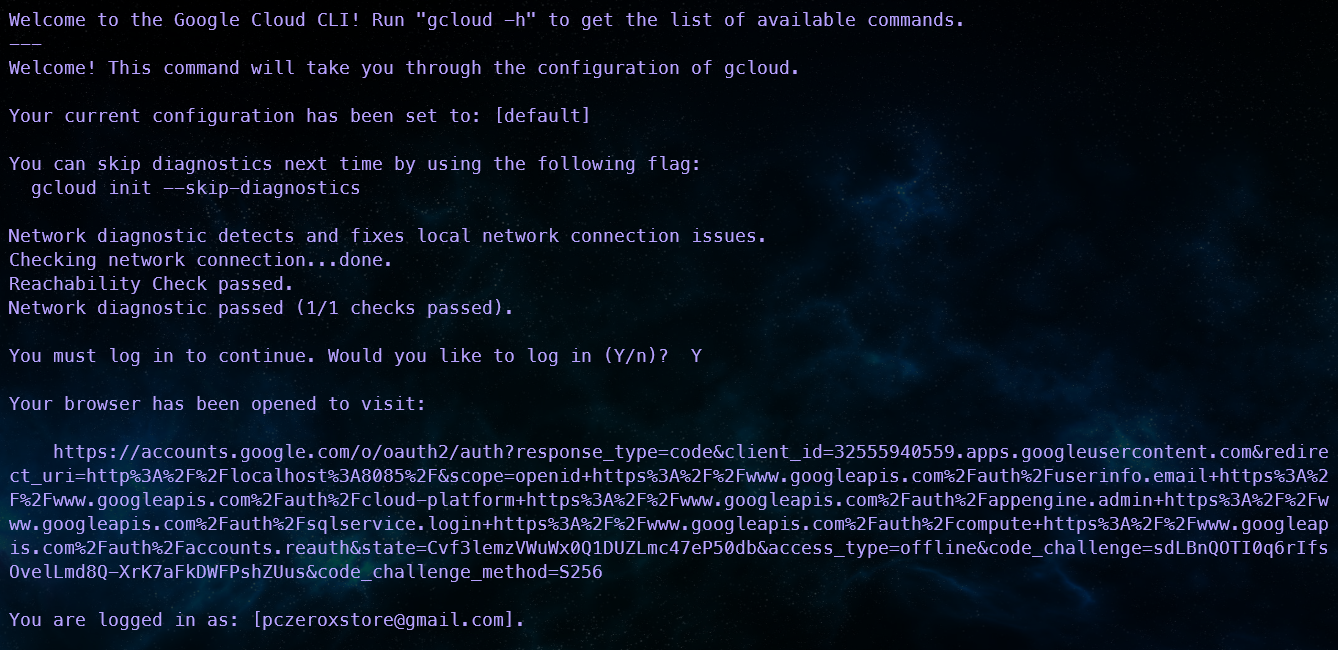 Welcome to the Google Cloud CLI! Run "gcloud -h" to get the list of available commands.
---
Welcome! This command will take you through the configuration of gcloud.
Your current configuration has been set to: [default]
You can skip diagnostics next time by using the following flag:
gcloud init --skip-diagnostics
Network diagnostic detects and fixes local network connection issues.
Checking network connection...done.
Reachability Check passed.
Network diagnostic passed (1/1 checks passed).
You must log in to continue. Would you like to log in (Y/n)?  Y
Your browser has been opened to visit:
https://accounts.google.com/o/oauth2/auth?response_type=code&client_id=32555940559.apps.googleusercontent.com&redire
ct_uri=http%3A%2F%2Flocalhost%3A8085%2F&scope=openid+https%3A%2F%2Fwww.googleapis.com%2Fauth%2Fuserinfo.email+https%3A%2
F%2Fwww.googleapis.com%2Fauth%2Fcloud-platform+https%3A%2F%2Fwww.googleapis.com%2Fauth%2Fappengine.admin+https%3A%2F%2Fw
ww.googleapis.com%2Fauth%2Fsqlservice.login+https%3A%2F%2Fwww.googleapis.com%2Fauth%2Fcompute+https%3A%2F%2Fwww.googleap
is.com%2Fauth%2Faccounts.reauth&state=Cvf3lemzVWuWx0Q1DUZLmc47eP50db&access_type=offline&code_challenge=sdLBnQOTI0q6rIfs
OvelLmd8Q-XrK7aFkDWFPshZUus&code_challenge_method=S256
You are logged in as: [pczeroxstore@gmail.com].